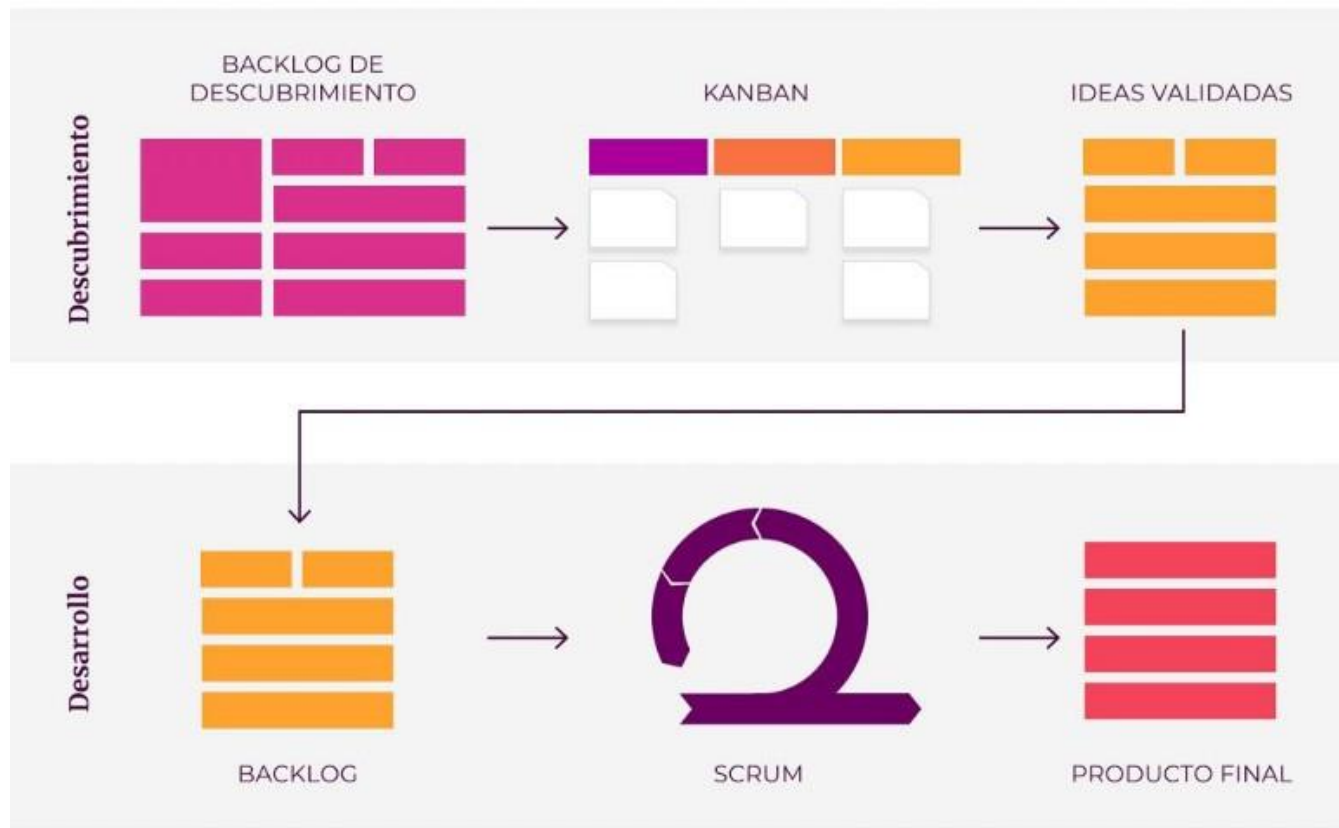 BACKLOG DE
DESCUBRIMIENTO
KANBAN
IDEAS VALIDADAS
Descubrimiento
Desarrollo
BACKLOG
SCRUM
PRODUCTO FINAL